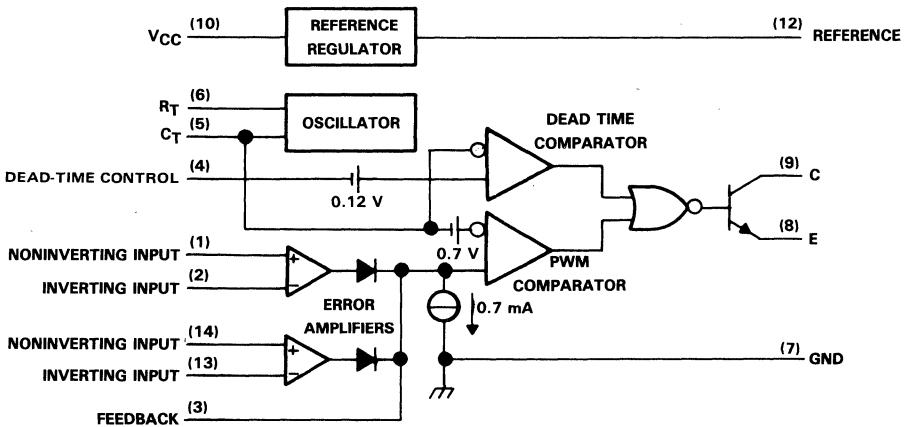 VCC (10)
REFERENCE
REGULATOR
(12) REFERENCE
RT (6)
CT (5)
OSCILLATOR
DEAD TIME
COMPARATOR
DEAD-TIME CONTROL (4)
0.12 V
(9) C
(8) E
0.7 V
PWM
COMPARATOR
NONINVERTING INPUT (1)
+
INVERTING INPUT (2)
−
ERROR
AMPLIFIERS
0.7 mA
NONINVERTING INPUT (14)
+
INVERTING INPUT (13)
−
(7) GND
FEEDBACK (3)